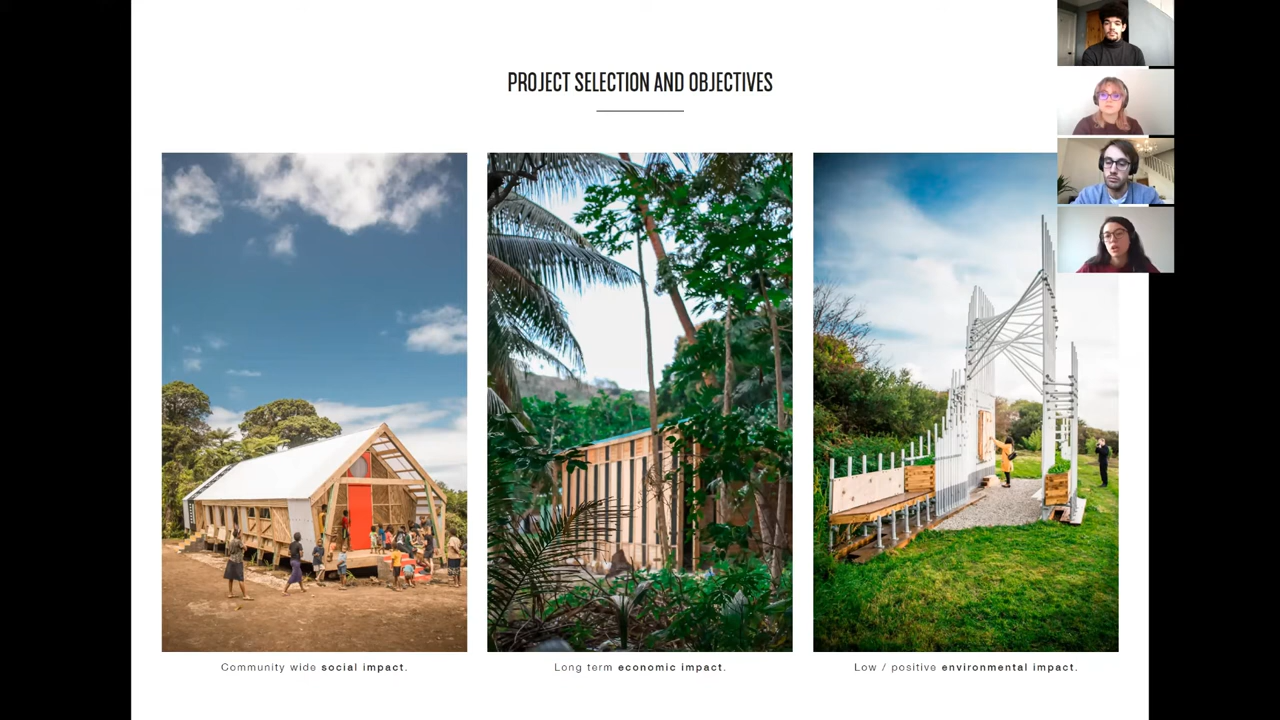 PROJECT SELECTION AND OBJECTIVES
Community wide social impact.
Long term economic impact.
Low / positive environmental impact.